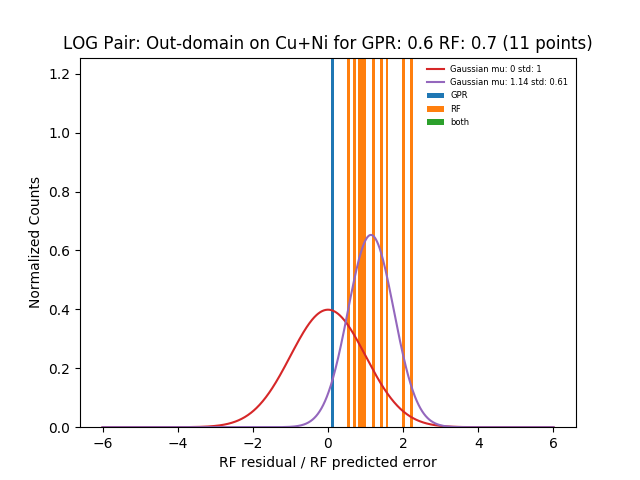 LOG Pair: Out-domain on Cu+Ni for GPR: 0.6 RF: 0.7 (11 points)
Gaussian mu: 0 std: 1
Gaussian mu: 1.14 std: 0.61
GPR
RF
both
Normalized Counts
1.2
1.0
0.8
0.6
0.4
0.2
0.0
−6 −4 −2 0 2 4 6
RF residual / RF predicted error